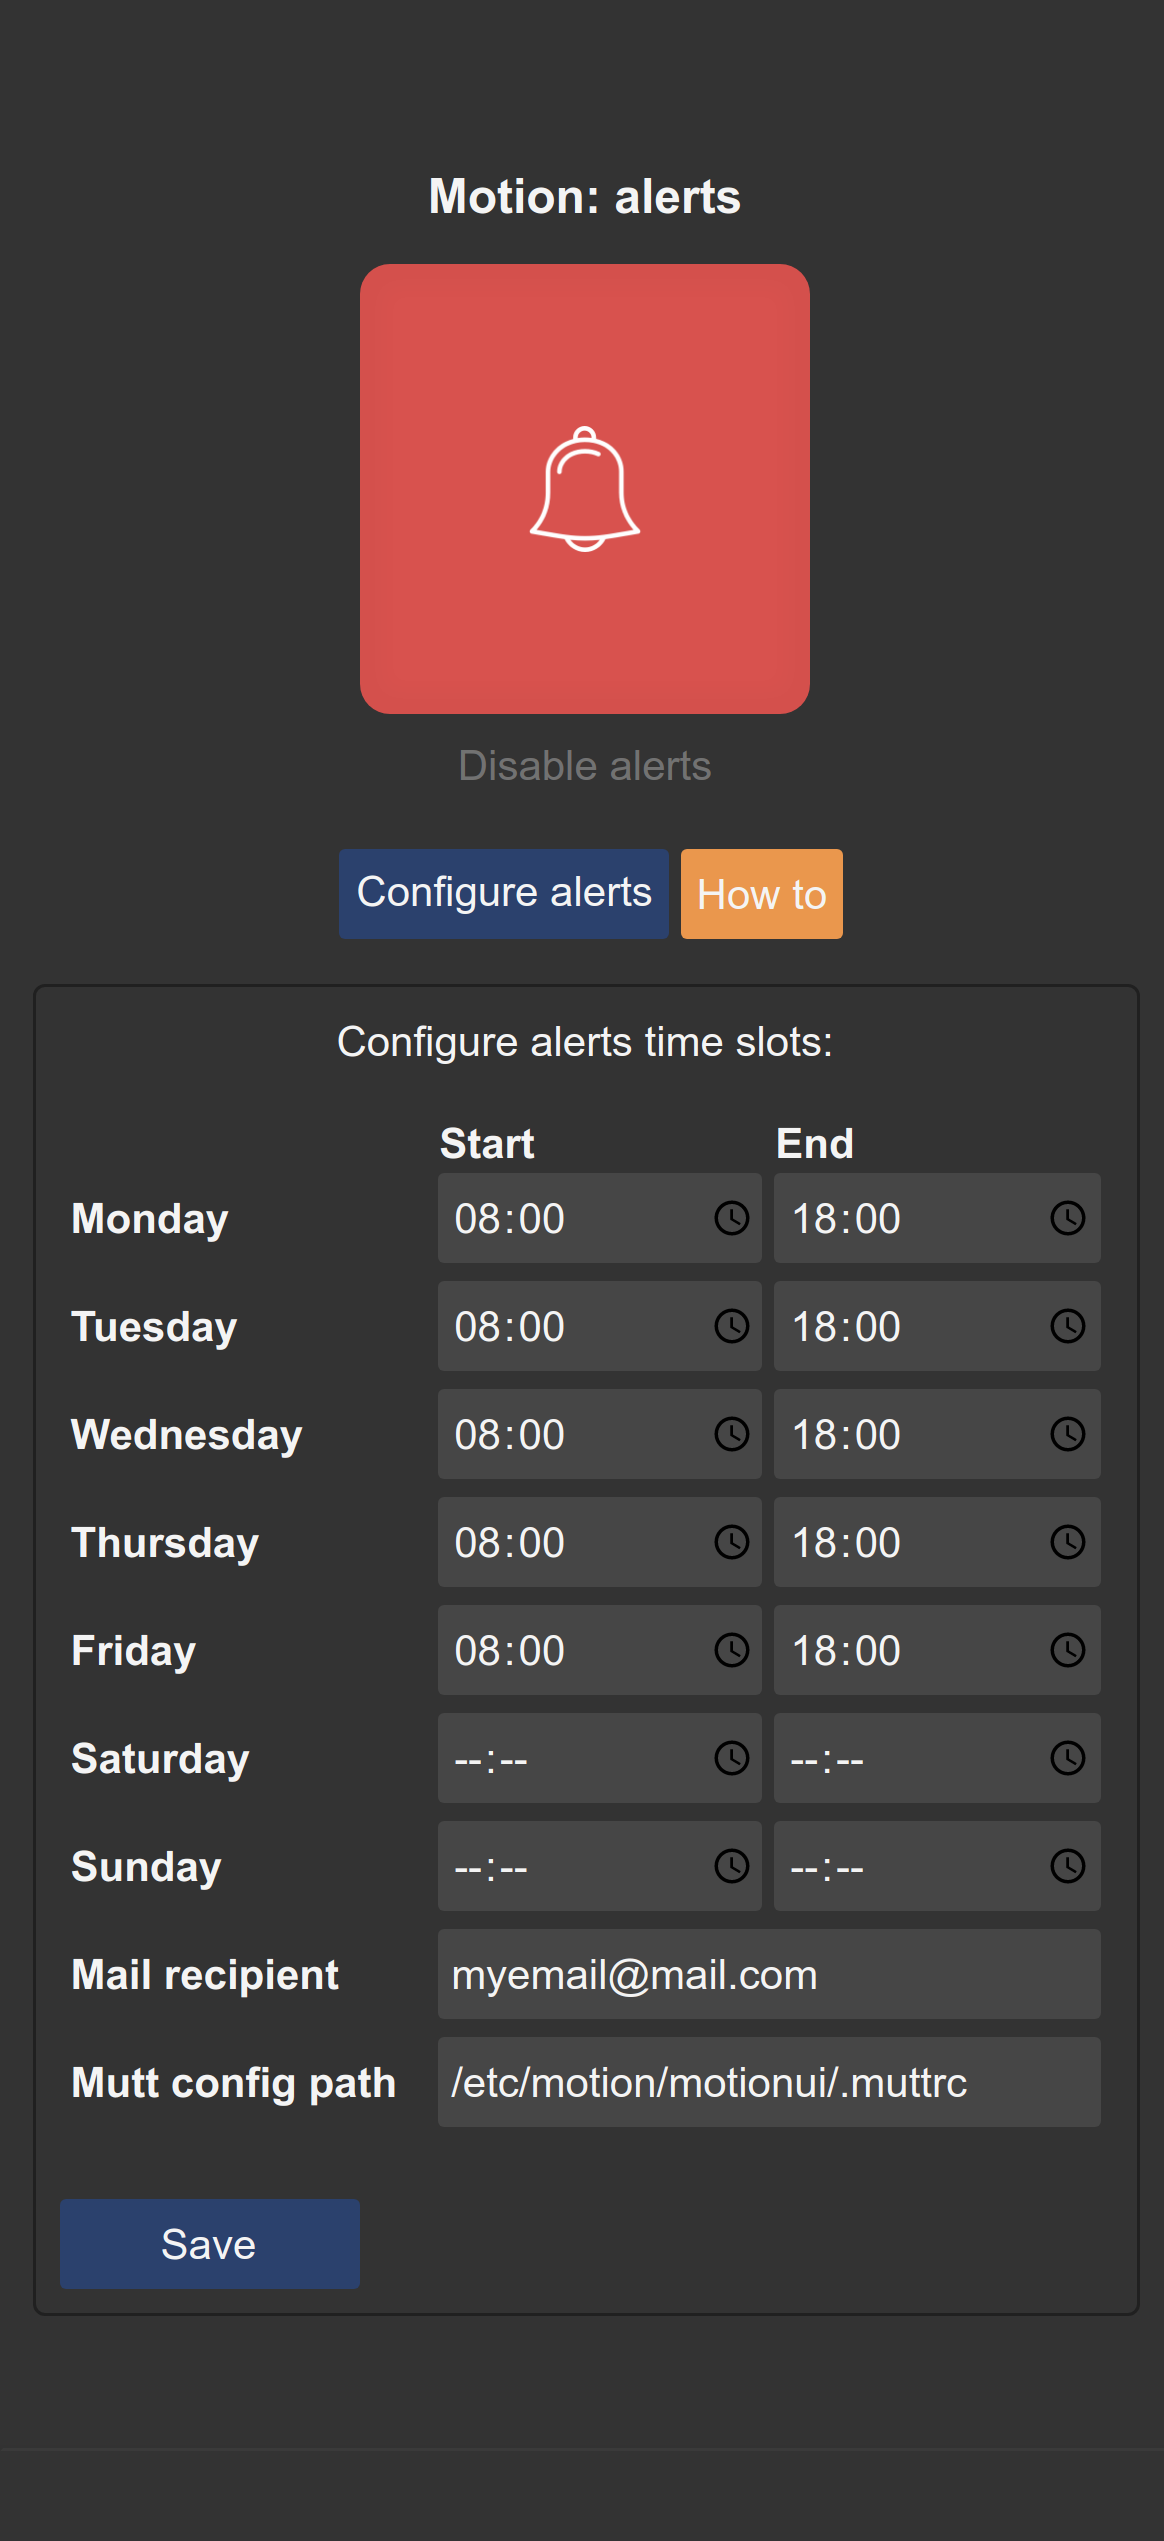 Motion: alerts
Disable alerts
Configure alerts How to
Configure alerts time slots:
Start End
Monday 08:00 18:00
Tuesday 08:00 18:00
Wednesday 08:00 18:00
Thursday 08:00 18:00
Friday 08:00 18:00
Saturday --:-- --:--
Sunday --:-- --:--
Mail recipient myemail@mail.com
Mutt config path /etc/motion/motionui/.muttrc
Save